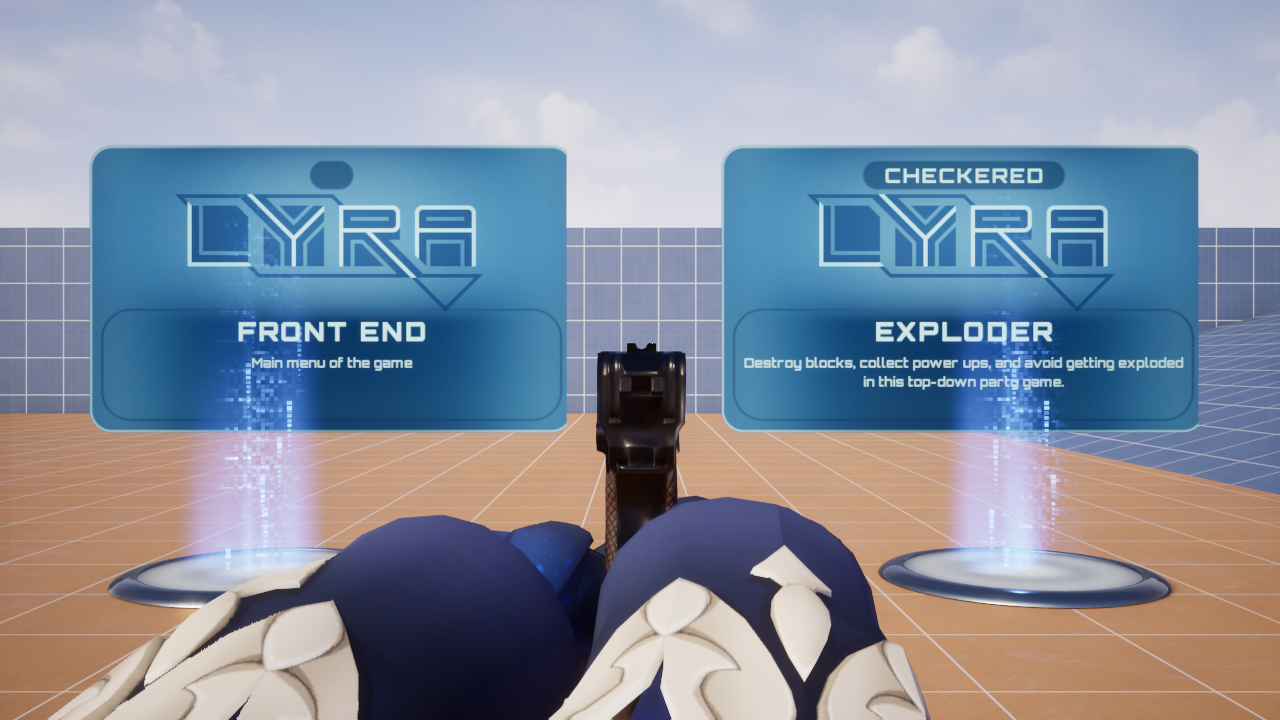 LYRA
FRONT END
Main menu of the game
CHECKERED
LYRA
EXPLODER
Destroy blocks, collect power ups, and avoid getting exploded
in this top-down party game.